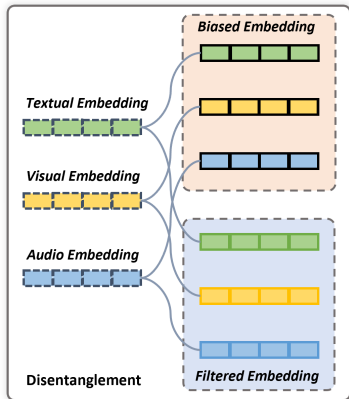 Biased Embedding
Textual Embedding
Visual Embedding
Audio Embedding
Disentanglement
Filtered Embedding